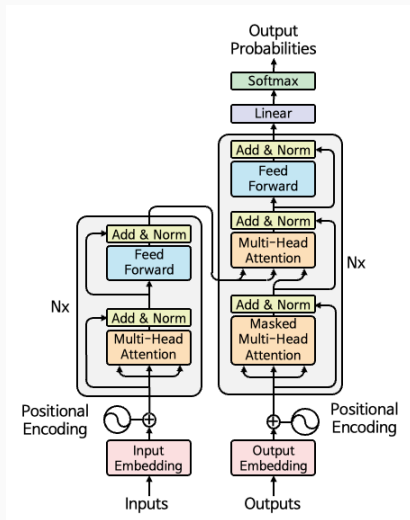 Output
Probabilities
Softmax
Linear
Add & Norm
Feed
Forward
Add & Norm
Multi-Head
Attention
Nx
Add & Norm
Masked
Multi-Head
Attention
Add & Norm
Feed
Forward
Nx
Add & Norm
Multi-Head
Attention
Positional
Encoding
Positional
Encoding
Input
Embedding
Output
Embedding
Inputs
Outputs